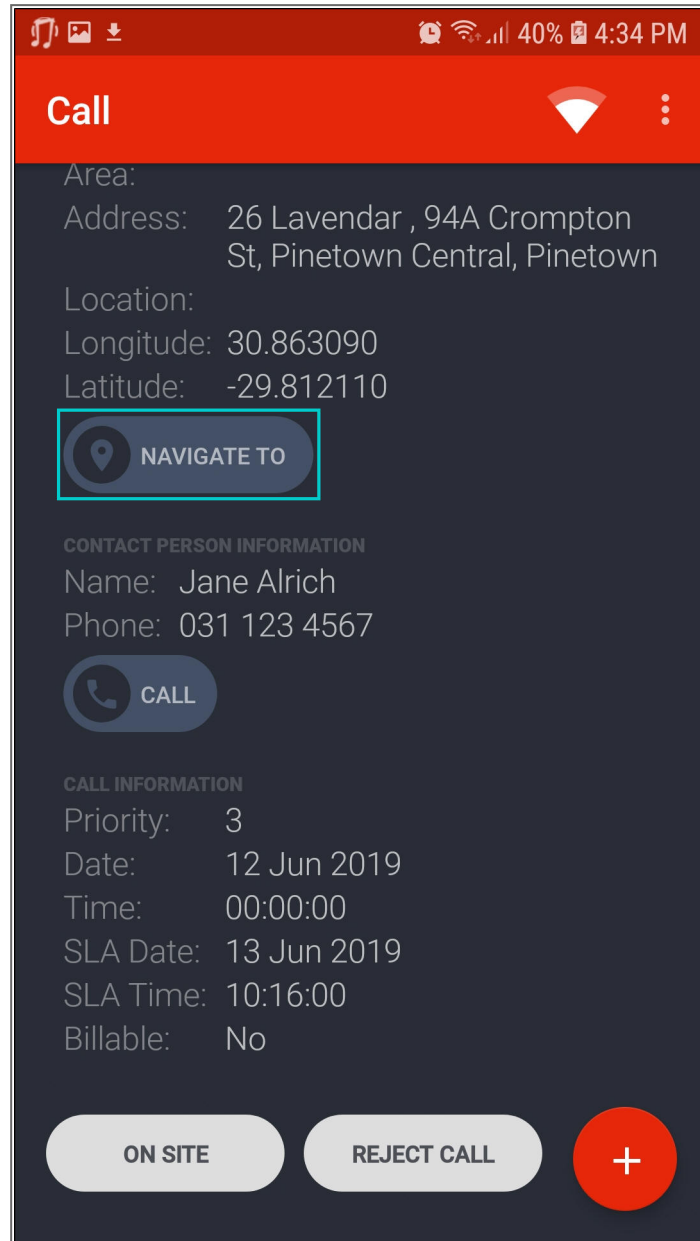 40% 4:34 PM
Call
Area:
Address: 26 Lavendar , 94A Crompton
St, Pinetown Central, Pinetown
Location:
Longitude: 30.863090
Latitude: -29.812110
NAVIGATE TO
CONTACT PERSON INFORMATION
Name: Jane Alrich
Phone: 031 123 4567
CALL
CALL INFORMATION
Priority: 3
Date: 12 Jun 2019
Time: 00:00:00
SLA Date: 13 Jun 2019
SLA Time: 10:16:00
Billable: No
ON SITE REJECT CALL +